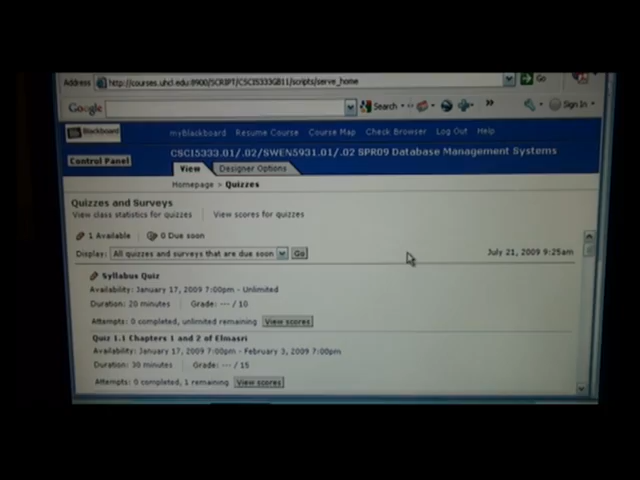 Address http://courses.uhcl.edu:8900/SCRIPT/CSCI5333GB11/scripts/serve_home Go
Google Search Sign In
Blackboard myBlackboard Resume Course Course Map Check Browser Log Out Help
CSCI5333.01/.02/SWEN5931.01/.02 SPR09 Database Management Systems
Control Panel
View Designer Options
Homepage > Quizzes
Quizzes and Surveys
View class statistics for quizzes View scores for quizzes
1 Available 0 Due soon
Display: All quizzes and surveys that are due soon Go July 21, 2009 9:25am
Syllabus Quiz
Availability: January 17, 2009 7:00pm - Unlimited
Duration: 20 minutes Grade: --- / 10
Attempts: 0 completed, unlimited remaining View scores
Quiz 1.1 Chapters 1 and 2 of Elmasri
Availability: January 17, 2009 7:00pm - February 3, 2009 7:00pm
Duration: 30 minutes Grade: --- / 15
Attempts: 0 completed, 1 remaining View scores